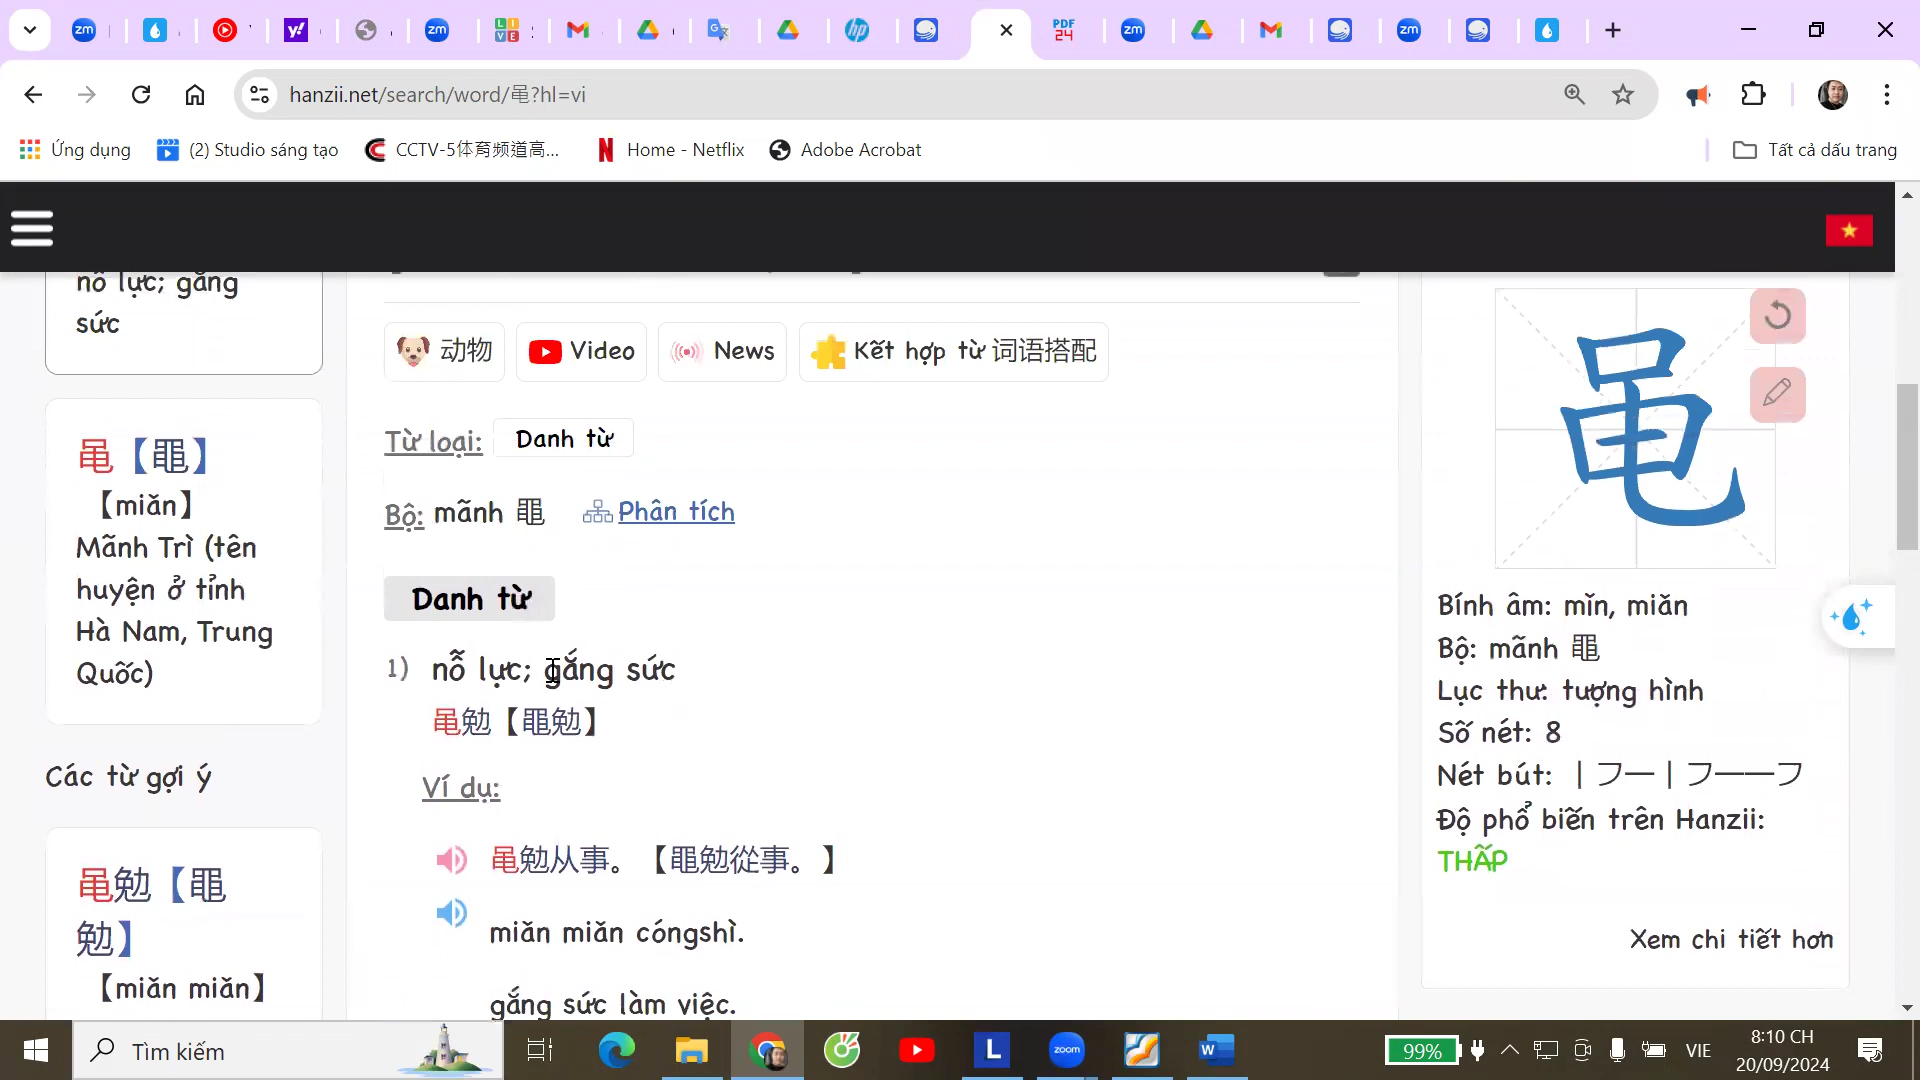 hanzii.net/search/word/黾?hl=vi
Ứng dụng
(2) Studio sáng tạo
CCTV-5体育频道高...
Home - Netflix
Adobe Acrobat
Tất cả dấu trang
nỗ lực; gắng
sức
黾【黽】
【miǎn】
Mãnh Trì (tên
huyện ở tỉnh
Hà Nam, Trung
Quốc)
Các từ gợi ý
黾勉【黽
勉】
【miǎn miǎn】
动物
Video
News
Kết hợp từ 词语搭配
Từ loại: Danh từ
Bộ: mãnh 黽 Phân tích
Danh từ
1) nỗ lực; gắng sức
黾勉【黽勉】
Ví dụ:
黾勉从事。【黽勉從事。】
miǎn miǎn cóngshì.
gắng sức làm việc.
黾
Bính âm: mǐn, miǎn
Bộ: mãnh 黽
Lục thư: tượng hình
Số nét: 8
Nét bút: 丨フ一丨フ一一フ
Độ phổ biến trên Hanzii:
THẤP
Xem chi tiết hơn
Tìm kiếm
99%
VIE
8:10 CH
20/09/2024